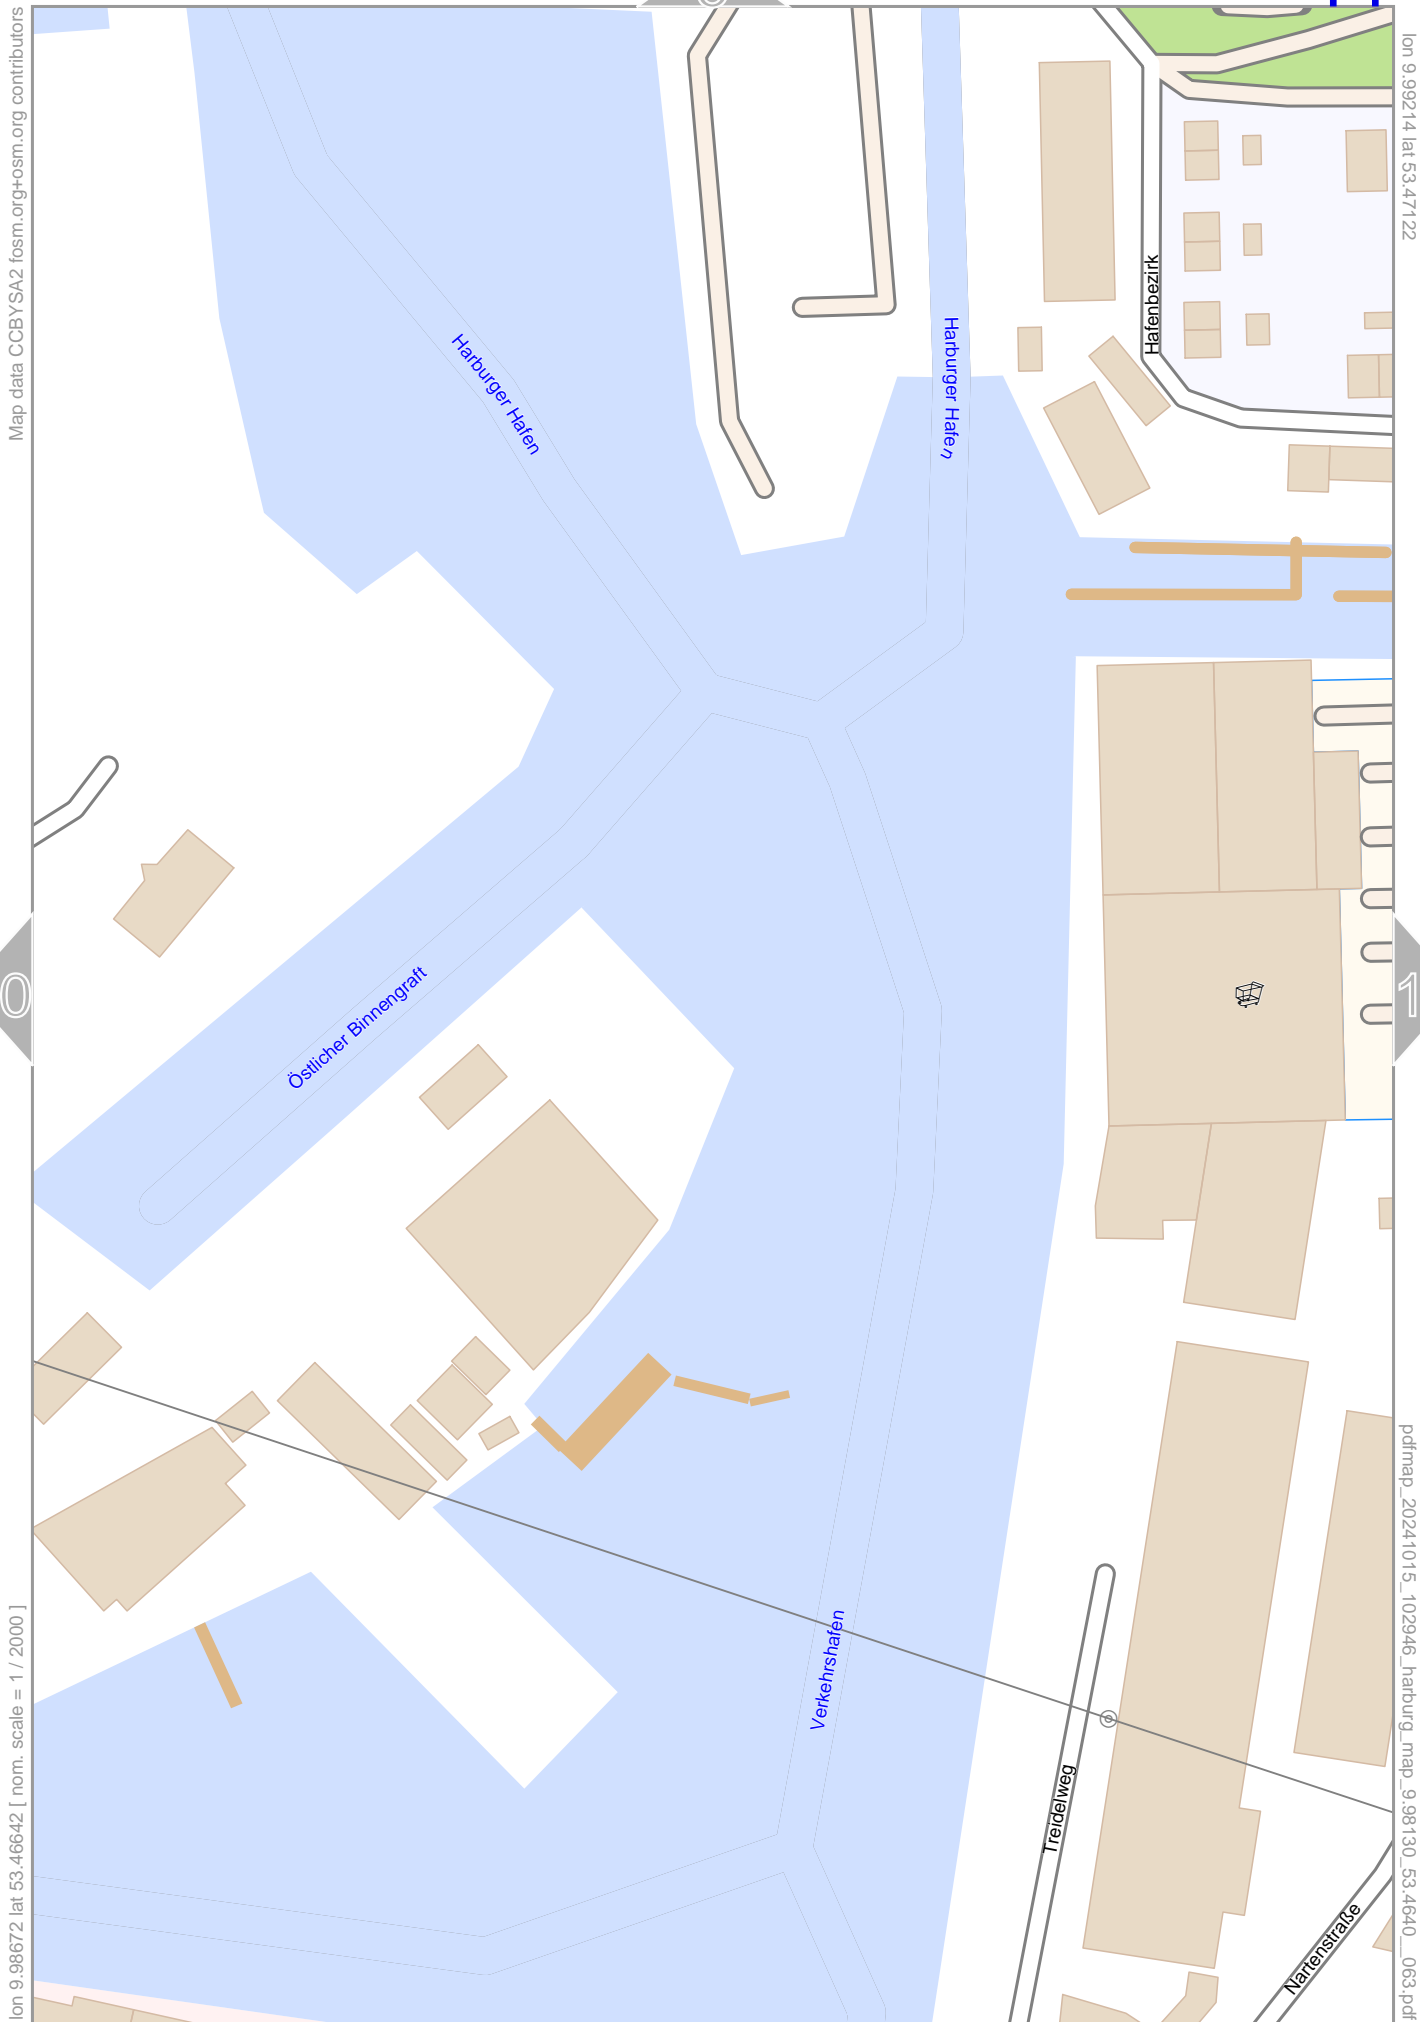 Map data CCBYSA2 fosm.org+osm.org contributors
lon 9.99214 lat 53.47122
Hafenbezirk
Harburger Hafen
Harburger Hafen
Östlicher Binnengraft
0
1
Verkehrshafen
Treidelweg
Nartenstraße
lon 9.98672 lat 53.46642 [ nom. scale = 1 / 2000 ]
pdfmap_20241015_102946_harburg_map_9.98130_53.4640__063.pdf